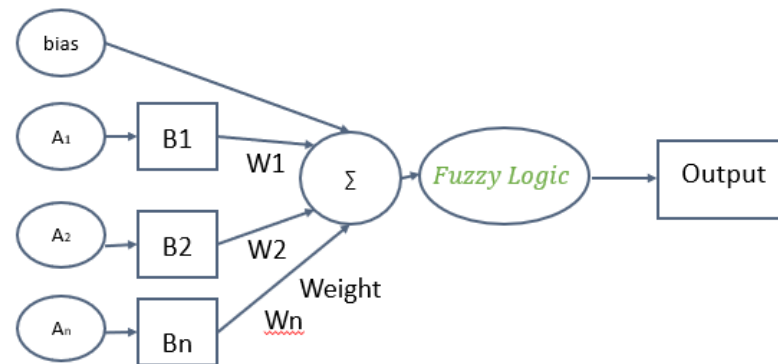 bias
A₁
B1
W1
Σ
Fuzzy Logic
Output
A₂
B2
W2
Weight
Wn
Aₙ
Bn